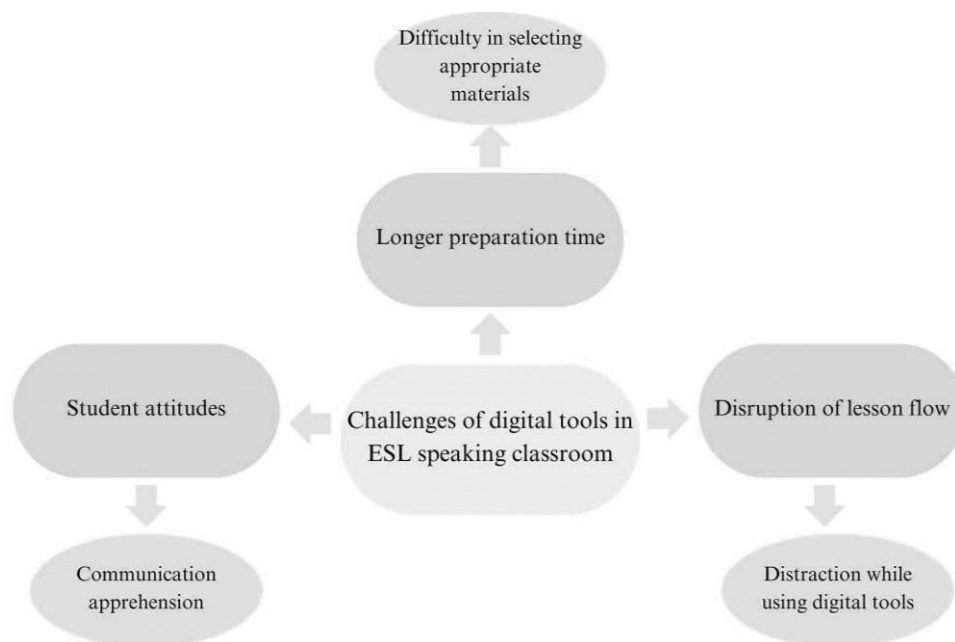 Difficulty in selecting
appropriate
materials
Longer preparation time
Student attitudes
Challenges of digital tools in
ESL speaking classroom
Disruption of lesson flow
Communication
apprehension
Distraction while
using digital tools